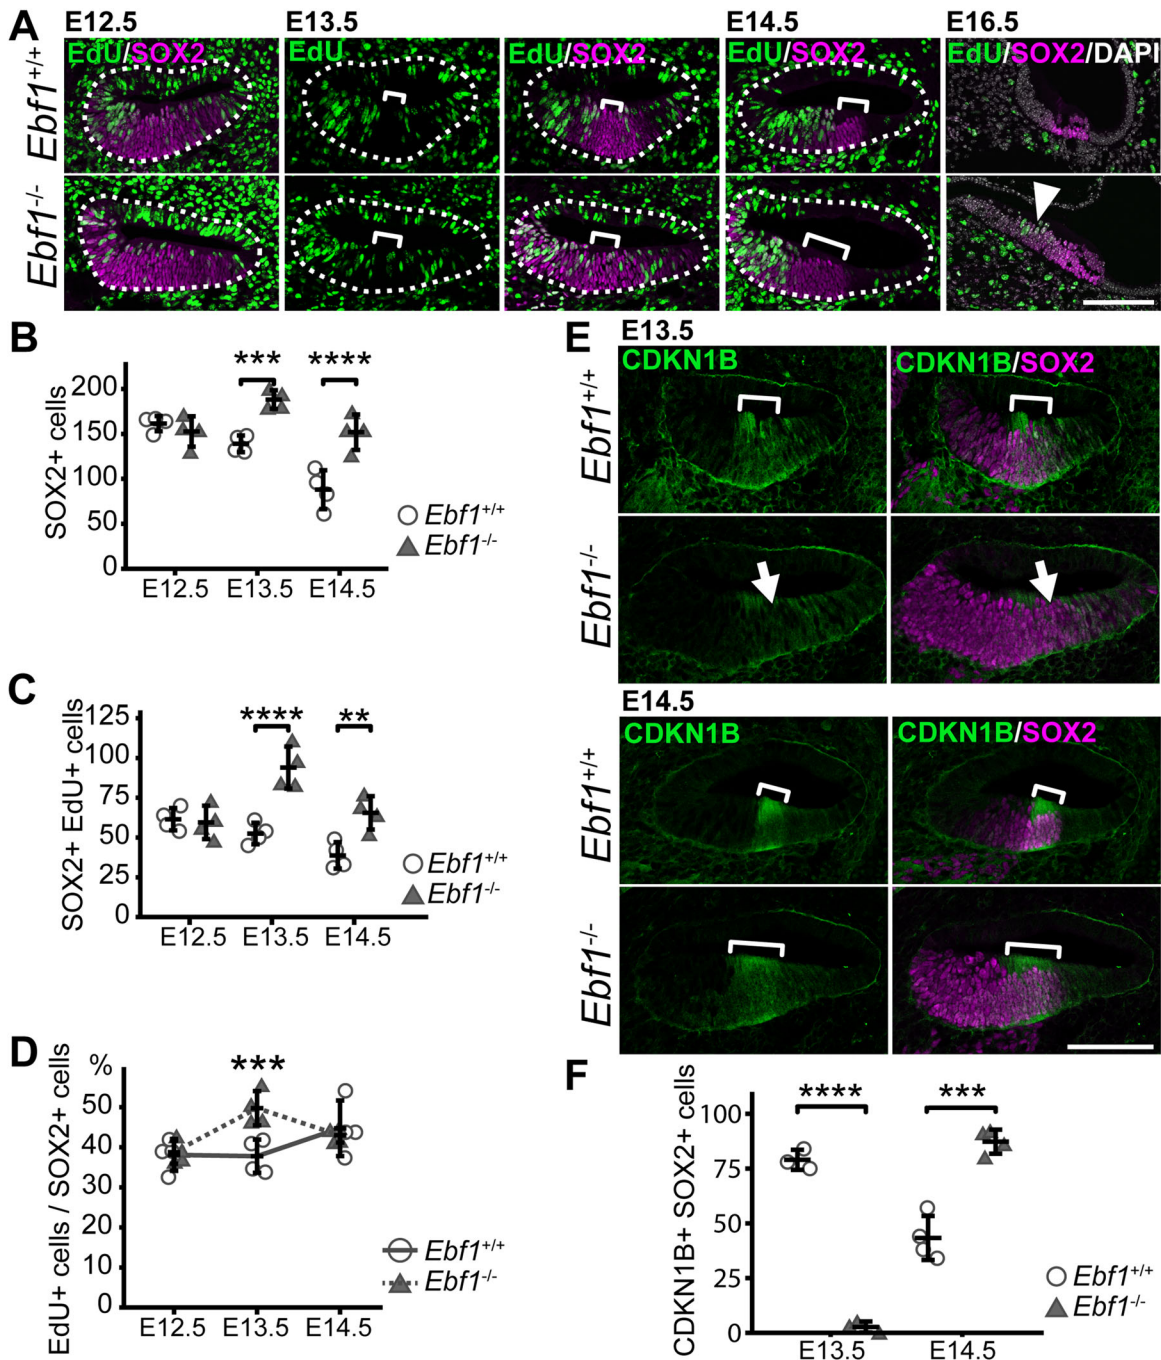 A
E12.5
E13.5
E14.5
E16.5
EdU/SOX2
EdU
EdU/SOX2
EdU/SOX2
EdU/SOX2/DAPI
Ebf1+/+
Ebf1-/-
B
SOX2+ cells
200
150
100
50
0
***
****
E12.5
E13.5
E14.5
Ebf1+/+
Ebf1-/-
C
SOX2+ EdU+ cells
125
100
75
50
25
0
****
**
E12.5
E13.5
E14.5
Ebf1+/+
Ebf1-/-
D
EdU+ cells / SOX2+ cells
%
50
40
30
20
10
0
***
E12.5
E13.5
E14.5
Ebf1+/+
Ebf1-/-
E
E13.5
CDKN1B
CDKN1B/SOX2
Ebf1+/+
Ebf1-/-
E14.5
CDKN1B
CDKN1B/SOX2
Ebf1+/+
Ebf1-/-
F
CDKN1B+ SOX2+ cells
100
75
50
25
0
****
***
E13.5
E14.5
Ebf1+/+
Ebf1-/-